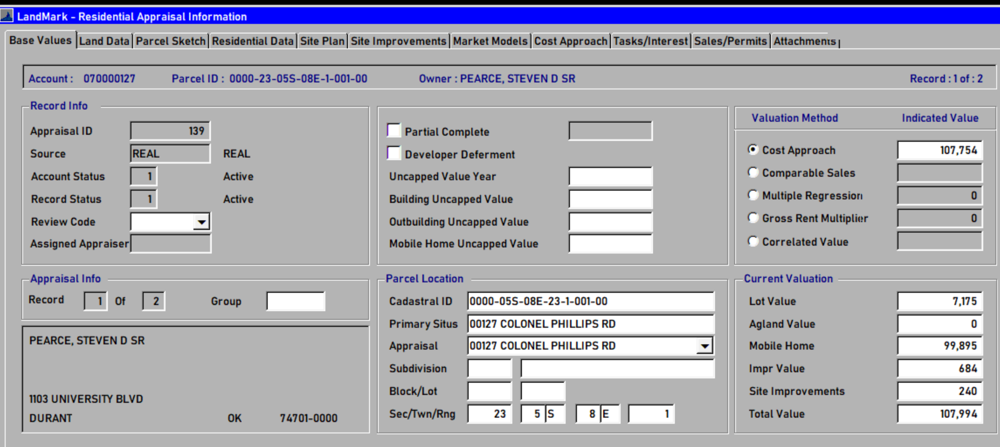 LandMark - Residential Appraisal Information
Base Values Land Data Parcel Sketch Residential Data Site Plan Site Improvements Market Models Cost Approach Tasks/Interest Sales/Permits Attachments
Account : 070000127 Parcel ID : 0000-23-05S-08E-1-001-00 Owner : PEARCE, STEVEN D SR Record : 1 of : 2
Record Info
Appraisal ID 139
Source REAL REAL
Account Status 1 Active
Record Status 1 Active
Review Code
Assigned Appraiser
Partial Complete
Developer Deferment
Uncapped Value Year
Building Uncapped Value
Outbuilding Uncapped Value
Mobile Home Uncapped Value
Valuation Method Indicated Value
Cost Approach 107,754
Comparable Sales
Multiple Regression 0
Gross Rent Multiplier 0
Correlated Value
Appraisal Info
Record 1 Of 2 Group
PEARCE, STEVEN D SR
1103 UNIVERSITY BLVD
DURANT OK 74701-0000
Parcel Location
Cadastral ID 0000-05S-08E-23-1-001-00
Primary Situs 00127 COLONEL PHILLIPS RD
Appraisal 00127 COLONEL PHILLIPS RD
Subdivision
Block/Lot
Sec/Twn/Rng 23 5 S 8 E 1
Current Valuation
Lot Value 7,175
Agland Value 0
Mobile Home 99,895
Impr Value 684
Site Improvements 240
Total Value 107,994